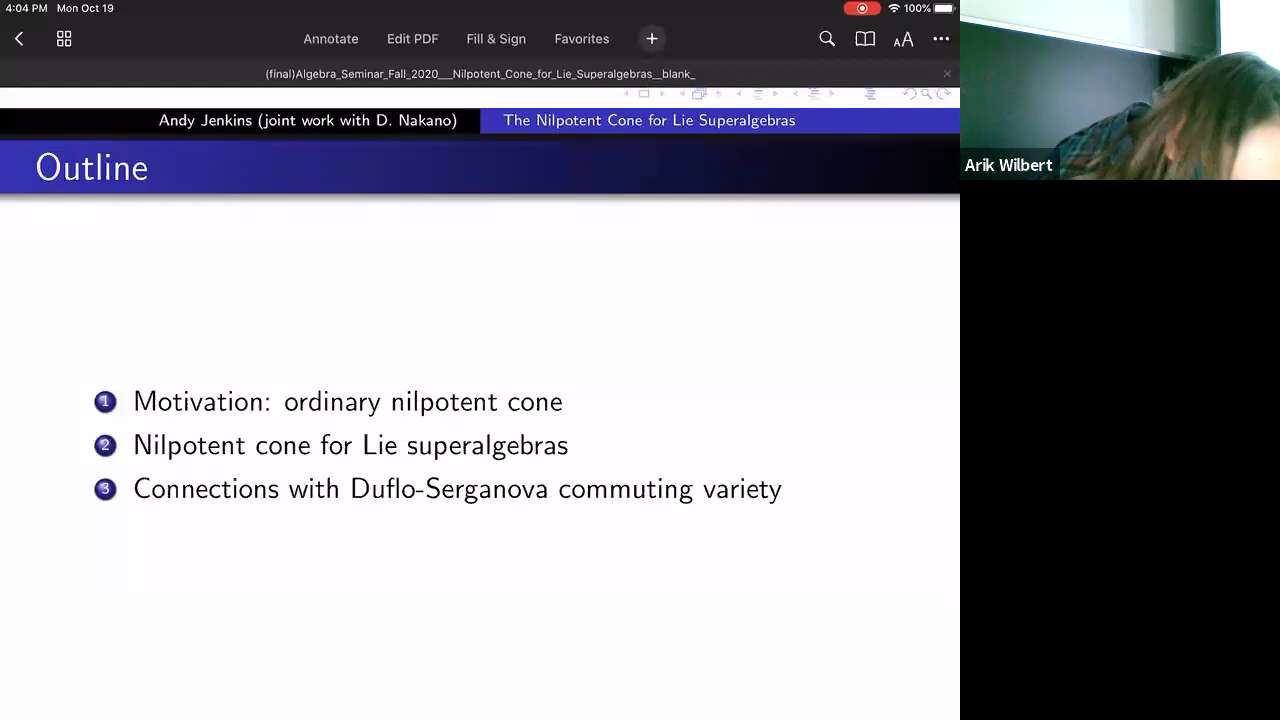 4:04 PM Mon Oct 19
100%
Annotate Edit PDF Fill & Sign Favorites +
AA
(final)Algebra_Seminar_Fall_2020___Nilpotent_Cone_for_Lie_Superalgebras__blank_
Andy Jenkins (joint work with D. Nakano) The Nilpotent Cone for Lie Superalgebras
Arik Wilbert
Outline
1 Motivation: ordinary nilpotent cone
2 Nilpotent cone for Lie superalgebras
3 Connections with Duflo-Serganova commuting variety